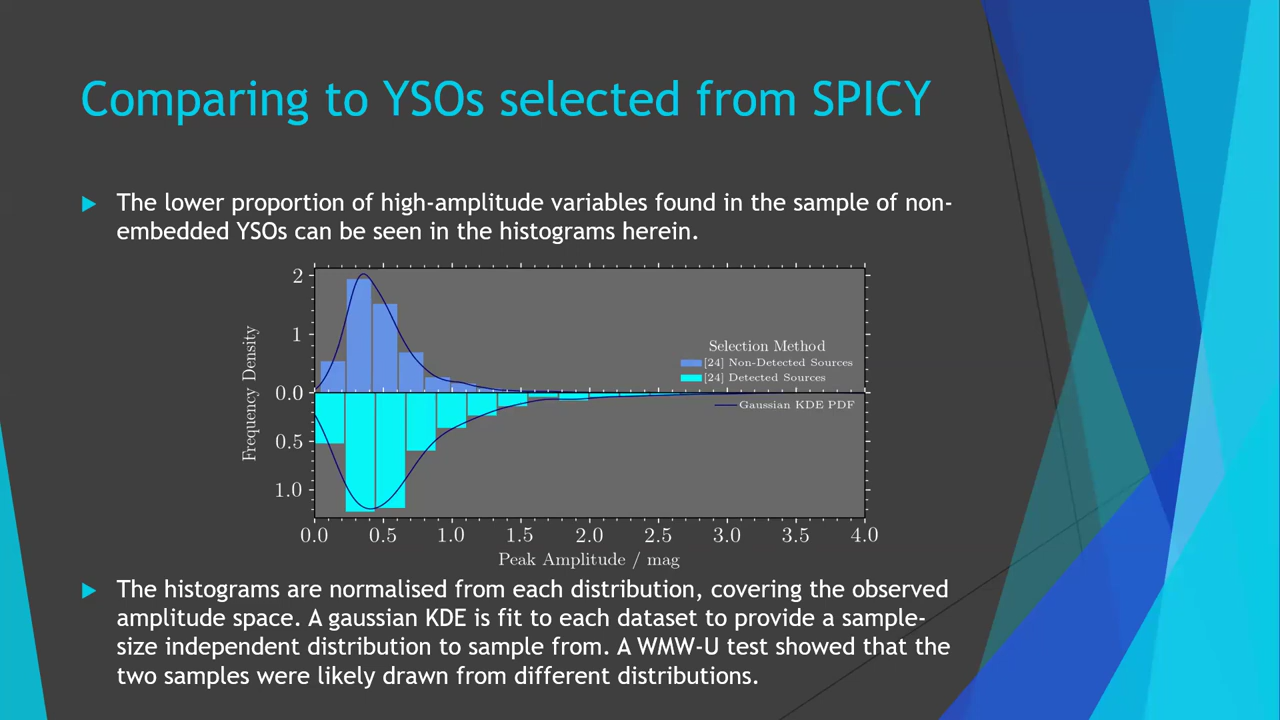 Comparing to YSOs selected from SPICY
The lower proportion of high-amplitude variables found in the sample of non-
embedded YSOs can be seen in the histograms herein.
2
1
0.0
0.5
1.0
Frequency Density
Selection Method
[24] Non-Detected Sources
[24] Detected Sources
Gaussian KDE PDF
0.0 0.5 1.0 1.5 2.0 2.5 3.0 3.5 4.0
Peak Amplitude / mag
The histograms are normalised from each distribution, covering the observed
amplitude space. A gaussian KDE is fit to each dataset to provide a sample-
size independent distribution to sample from. A WMW-U test showed that the
two samples were likely drawn from different distributions.